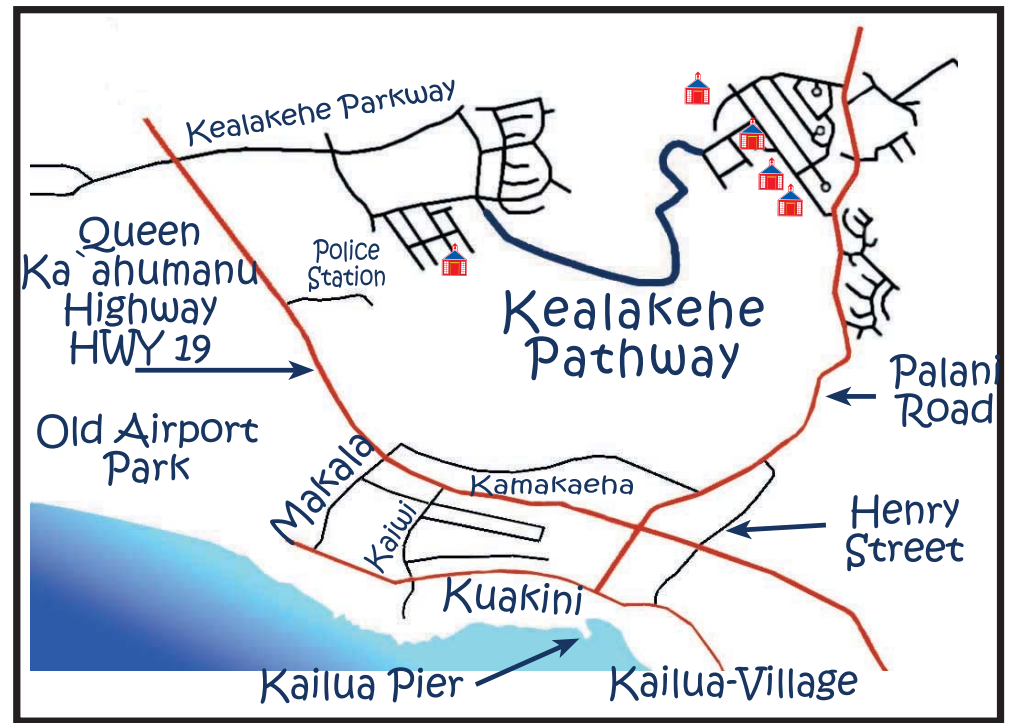 Kealakehe Parkway
Queen
Ka`ahumanu
Highway
HWY 19
Police
Station
Kealakehe
Pathway
Palani
Road
Old Airport
Park
Makala
Kamakaeha
Kaiwi
Henry
Street
Kuakini
Kailua Pier
Kailua-Village